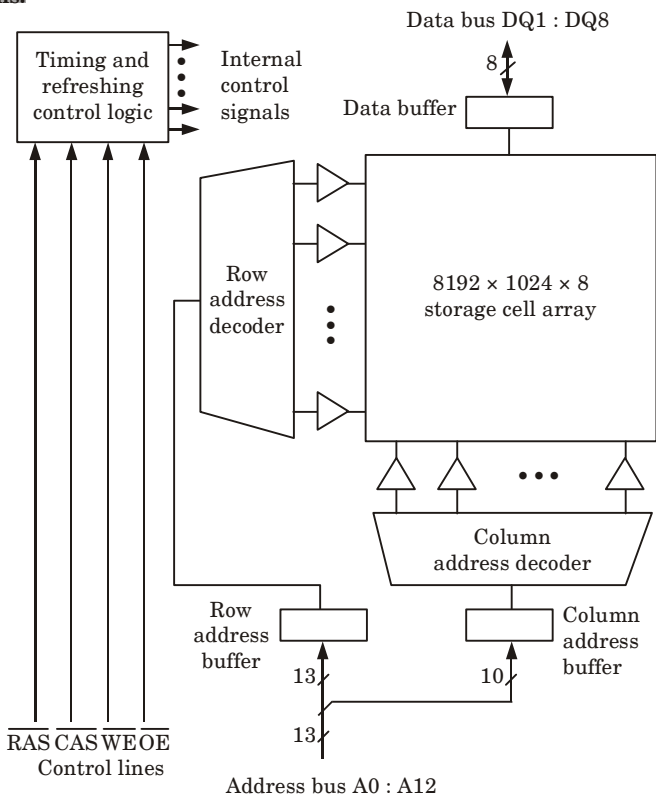 Data bus DQ1 : DQ8
8
Timing and
refreshing
control logic
Internal
control
signals
Data buffer
Row
address
decoder
8192 × 1024 × 8
storage cell array
Column
address decoder
Row
address
buffer
Column
address
buffer
13
10
13
RAS CAS WE OE
Control lines
Address bus A0 : A12